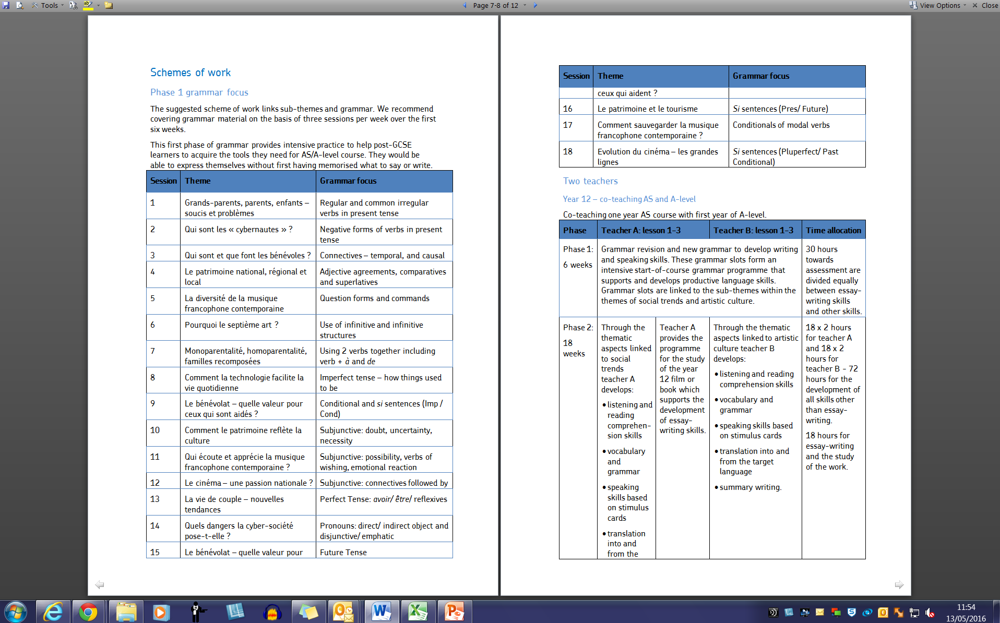 Tools
Page 7-8 of 12
View Options
Close
Schemes of work
Phase 1 grammar focus
The suggested scheme of work links sub-themes and grammar. We recommend
covering grammar material on the basis of three sessions per week over the first
six weeks.
This first phase of grammar provides intensive practice to help post-GCSE
learners to acquire the tools they need for AS/A-level course. They would be
able to express themselves without first having memorised what to say or write.
Session Theme Grammar focus
1 Grands-parents, parents, enfants – Regular and common irregular
soucis et problèmes verbs in present tense
2 Qui sont les « cybernautes » ? Negative forms of verbs in present
tense
3 Qui sont et que font les bénévoles ? Connectives – temporal, and causal
4 Le patrimoine national, régional et Adjective agreements, comparatives
local and superlatives
5 La diversité de la musique Question forms and commands
francophone contemporaine
6 Pourquoi le septième art ? Use of infinitive and infinitive
structures
7 Monoparentalité, homoparentalité, Using 2 verbs together including
familles recomposées verb + à and de
8 Comment la technologie facilite la Imperfect tense – how things used
vie quotidienne to be
9 Le bénévolat – quelle valeur pour Conditional and si sentences (Imp /
ceux qui sont aidés ? Cond)
10 Comment le patrimoine reflète la Subjunctive: doubt, uncertainty,
culture necessity
11 Qui écoute et apprécie la musique Subjunctive: possibility, verbs of
francophone contemporaine ? wishing, emotional reaction
12 Le cinéma – une passion nationale ? Subjunctive: connectives followed by
13 La vie de couple – nouvelles Perfect Tense: avoir/ être/ reflexives
tendances
14 Quels dangers la cyber-société Pronouns: direct/ indirect object and
pose-t-elle ? disjunctive/ emphatic
15 Le bénévolat – quelle valeur pour Future Tense
Session Theme Grammar focus
ceux qui aident ?
16 Le patrimoine et le tourisme Si sentences (Pres/ Future)
17 Comment sauvegarder la musique Conditionals of modal verbs
francophone contemporaine ?
18 Evolution du cinéma – les grandes Si sentences (Pluperfect/ Past
lignes Conditional)
Two teachers
Year 12 – co-teaching AS and A-level
Co-teaching one year AS course with first year of A-level.
Phase Teacher A: lesson 1-3 Teacher B: lesson 1-3 Time allocation
Phase 1:
6 weeks
Grammar revision and new grammar to develop writing
and speaking skills. These grammar slots form an
intensive start-of-course grammar programme that
supports and develops productive language skills.
Grammar slots are linked to the sub-themes within the
themes of social trends and artistic culture.
30 hours
towards
assessment are
divided equally
between essay-
writing skills
and other skills.
Phase 2:
18
weeks
Through the
thematic
aspects linked
to social
trends
teacher A
develops:
• listening and
reading
comprehen-
sion skills
• vocabulary
and
grammar
• speaking
skills based
on stimulus
cards
• translation
into and
from the
Teacher A
provides the
programme
for the study
of the year
12 film or
book which
supports the
development
of essay-
writing skills.
Through the thematic
aspects linked to artistic
culture teacher B
develops:
• listening and reading
comprehension skills
• vocabulary and
grammar
• speaking skills based
on stimulus cards
• translation into and
from the target
language
• summary writing.
18 x 2 hours
for teacher A
and 18 x 2
hours for
teacher B - 72
hours for the
development of
all skills other
than essay-
writing.
18 hours for
essay-writing
and the study
of the work.
11:54
13/05/2016